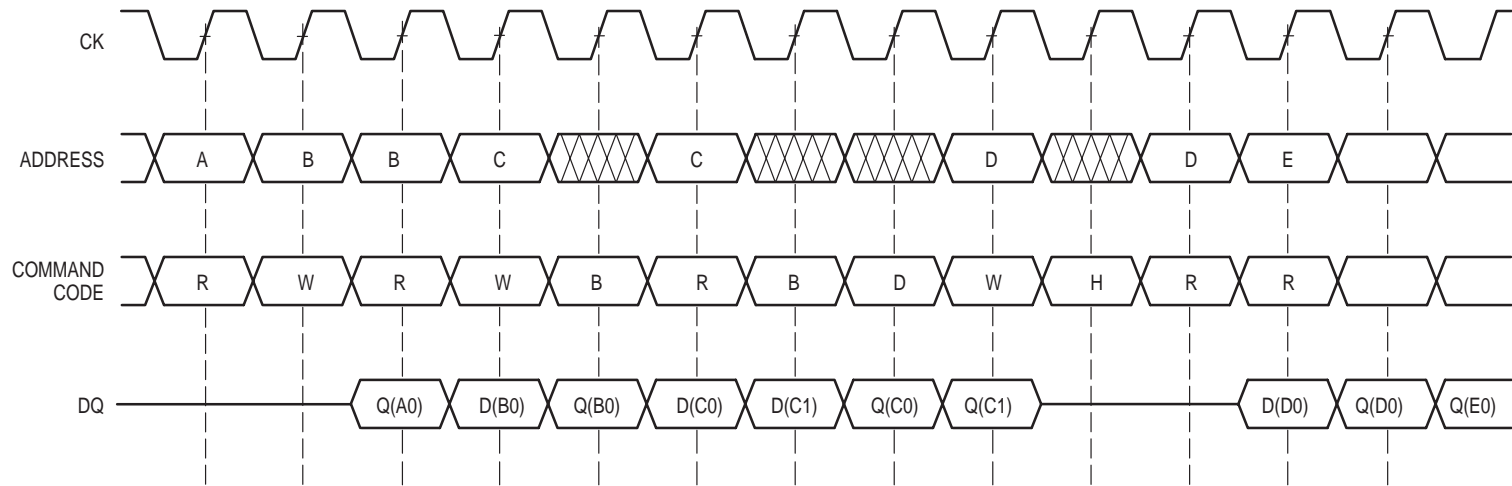 CK
ADDRESS A B B C C D D E
COMMAND
CODE R W R W B R B D W H R R
DQ Q(A0) D(B0) Q(B0) D(C0) D(C1) Q(C0) Q(C1) D(D0) Q(D0) Q(E0)